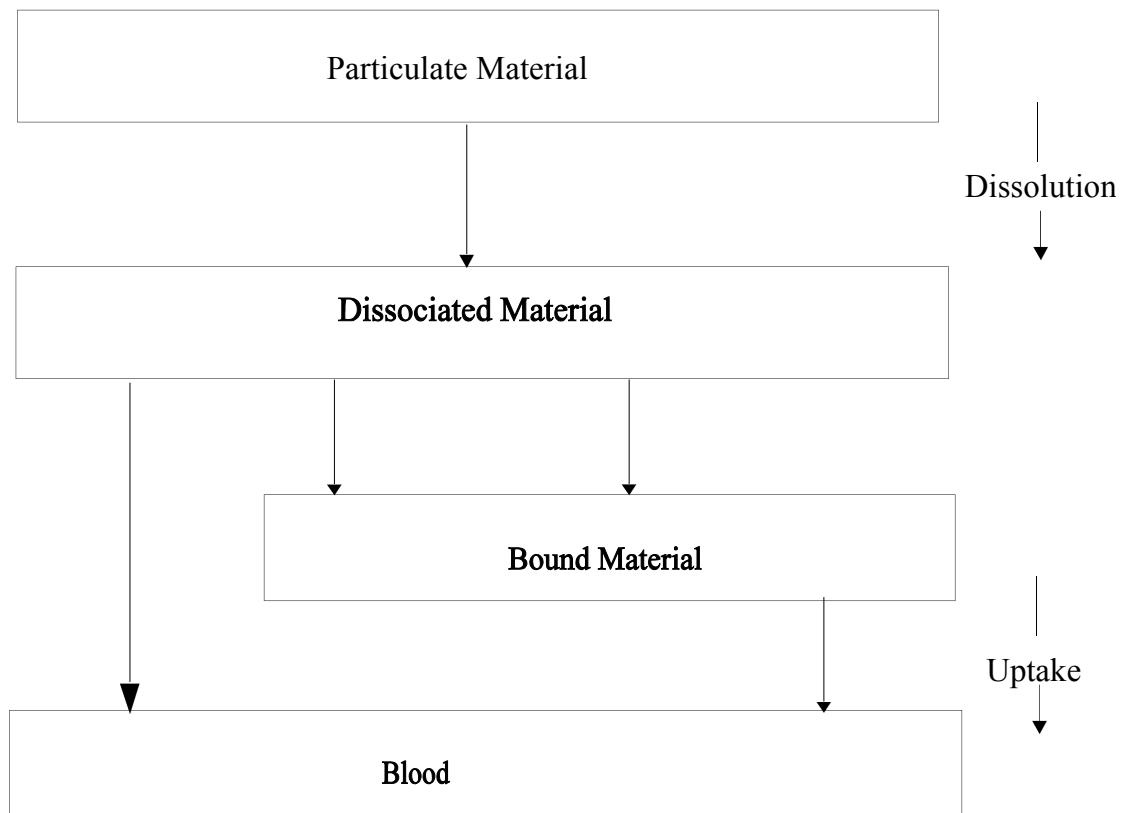 Particulate Material
Dissolution
Dissociated Material
Bound Material
Uptake
Blood